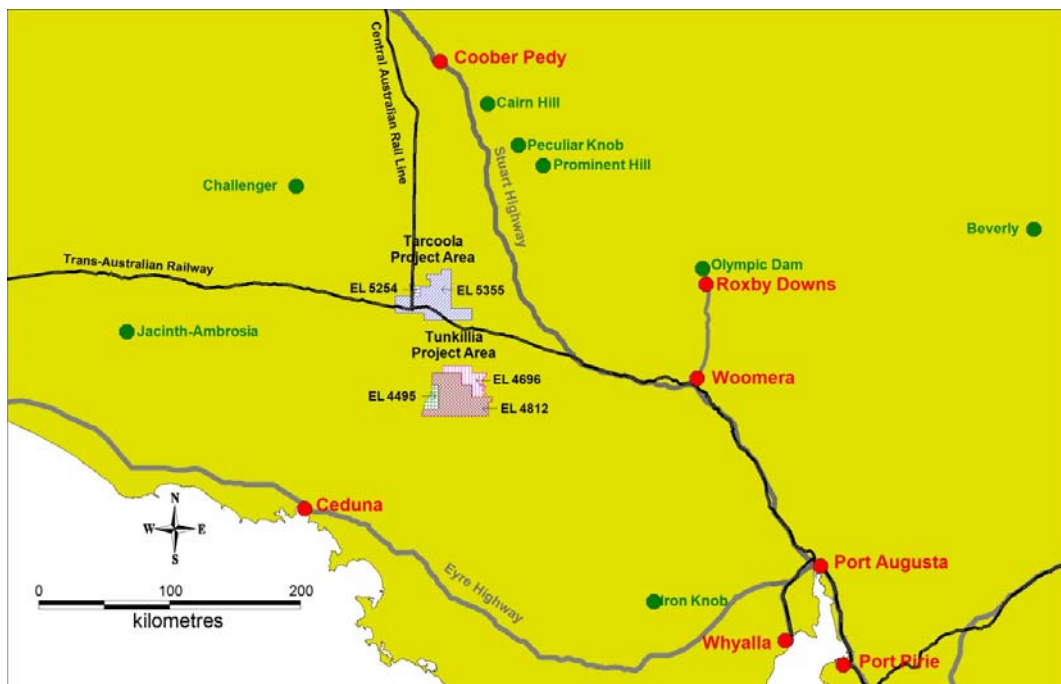 Coober Pedy
Central Australian Rail Line
Cairn Hill
Stuart Highway
Peculiar Knob
Prominent Hill
Challenger
Beverly
Tarcoola
Project Area
Trans-Australian Railway
Olympic Dam
EL 5254
EL 5355
Roxby Downs
Jacinth-Ambrosia
Tunkillia
Project Area
Woomera
EL 4696
EL 4495
EL 4812
Ceduna
N
W
E
S
Eyre Highway
Port Augusta
0 100 200
kilometres
Iron Knob
Whyalla
Port Pirie